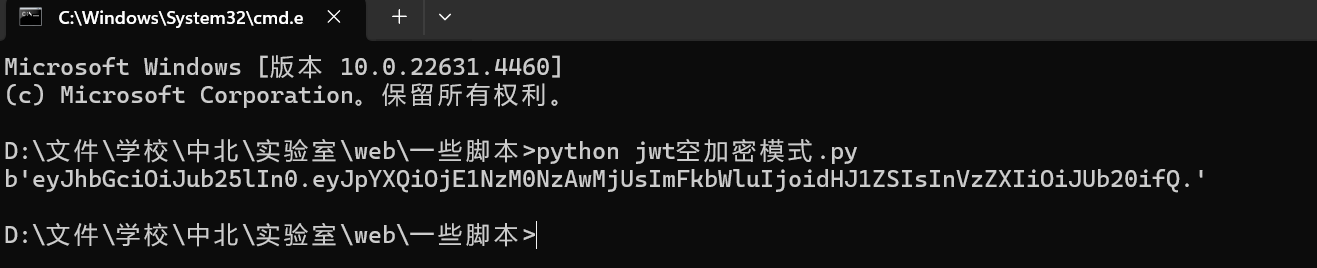 C:\Windows\System32\cmd.e
Microsoft Windows [版本 10.0.22631.4460]
(c) Microsoft Corporation。保留所有权利。
D:\文件\学校\中北\实验室\web\一些脚本>python jwt空加密模式.py
b'eyJhbGciOiJub25lIn0.eyJpYXQiOjE1NzM0NzAwMjUsImFkbWluIjoidHJ1ZSIsInVzZXIiOiJUb20ifQ.'
D:\文件\学校\中北\实验室\web\一些脚本>